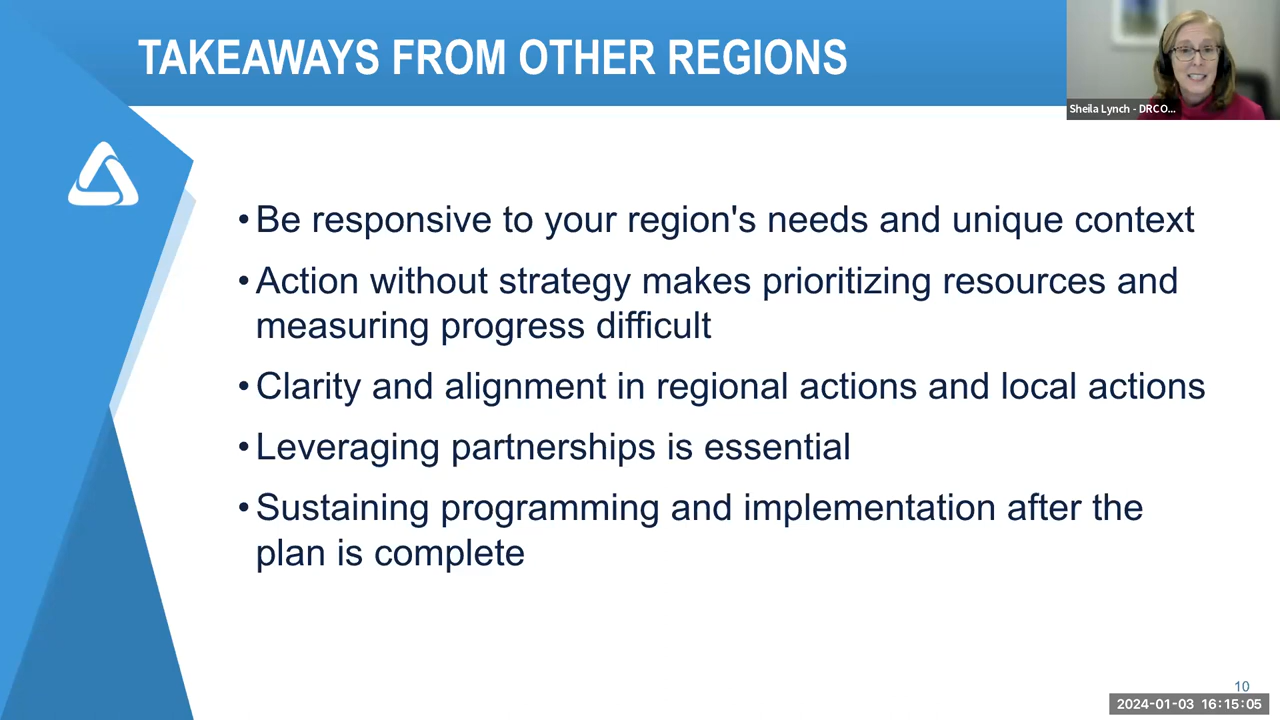 TAKEAWAYS FROM OTHER REGIONS
Sheila Lynch - DRCO...
• Be responsive to your region's needs and unique context
• Action without strategy makes prioritizing resources and
measuring progress difficult
• Clarity and alignment in regional actions and local actions
• Leveraging partnerships is essential
• Sustaining programming and implementation after the
plan is complete
10
2024-01-03 16:15:05